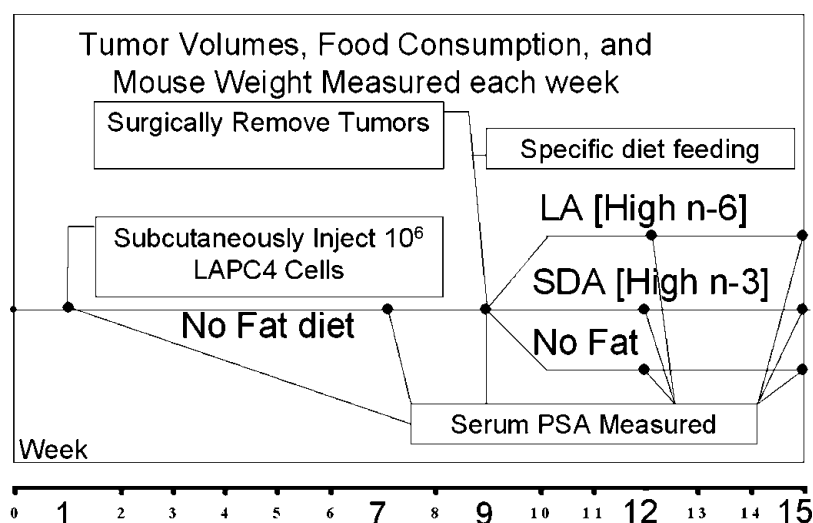 Tumor Volumes, Food Consumption, and
Mouse Weight Measured each week
Surgically Remove Tumors
Specific diet feeding
LA [High n-6]
Subcutaneously Inject 10⁶
LAPC4 Cells
SDA [High n-3]
No Fat diet
No Fat
Serum PSA Measured
Week
0 1 2 3 4 5 6 7 8 9 10 11 12 13 14 15